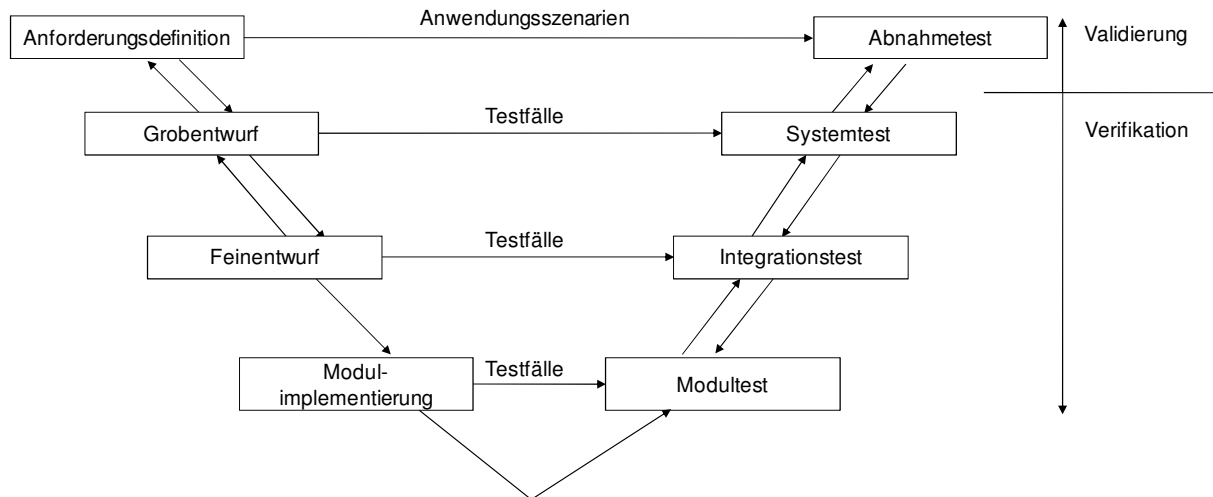 Anwendungsszenarien
Anforderungsdefinition
Abnahmetest
Validierung
Testfälle
Grobentwurf
Systemtest
Verifikation
Testfälle
Feinentwurf
Integrationstest
Testfälle
Modul-
implementierung
Modultest